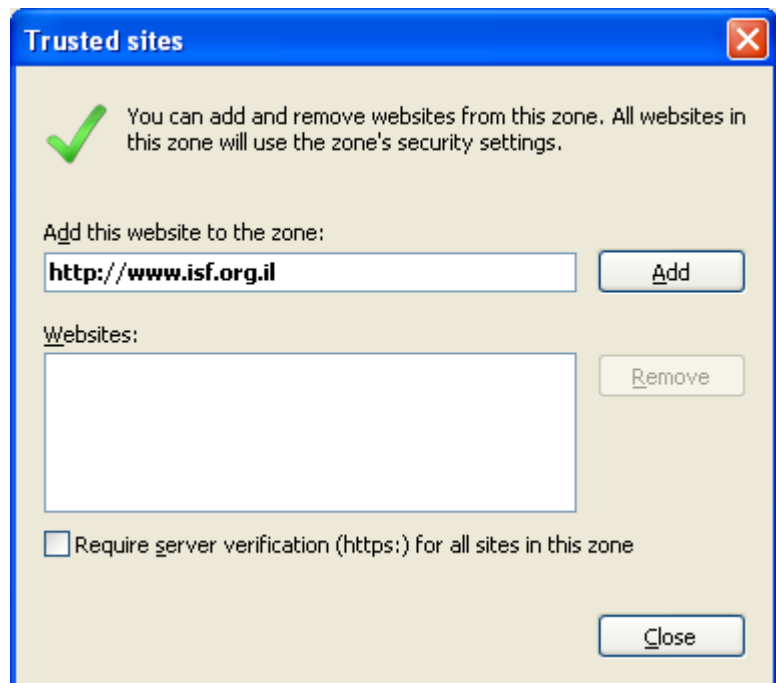 Trusted sites
You can add and remove websites from this zone. All websites in
this zone will use the zone's security settings.
Add this website to the zone:
http://www.isf.org.il
Add
Websites:
Remove
Require server verification (https:) for all sites in this zone
Close